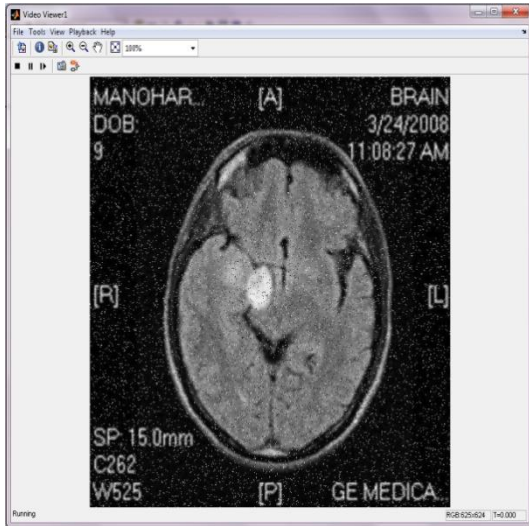 Video Viewer1
File Tools View Playback Help
100%
MANOHAR... [A] BRAIN
DOB: 3/24/2008
9 11:08:27 AM
[R] [L]
SP: 15.0mm
C262
W525 [P] GE MEDICA...
Running RGB:625x624 T=0.000